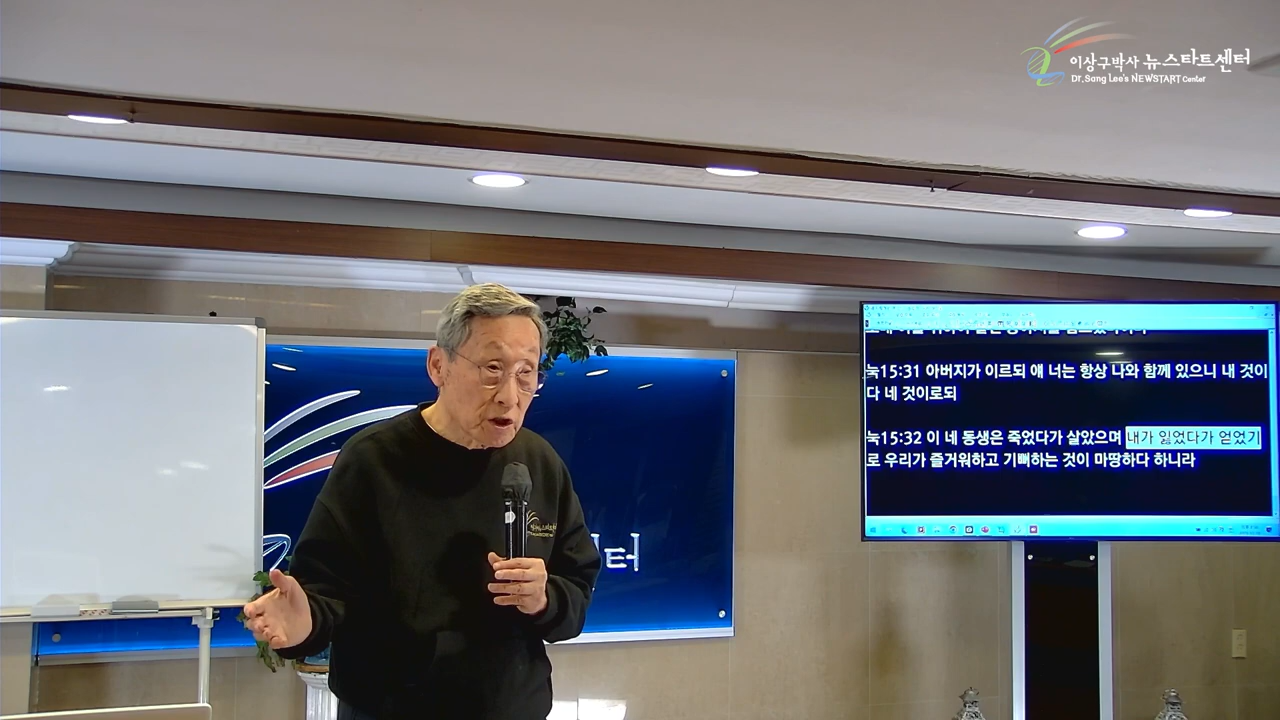 이상구박사 뉴스타트센터
Dr. Sang Lee's NEWSTART Center
눅15:31 아버지가 이르되 얘 너는 항상 나와 함께 있으니 내 것이
다 네 것이로되
눅15:32 이 네 동생은 죽었다가 살았으며 내가 잃었다가 얻었기
로 우리가 즐거워하고 기뻐하는 것이 마땅하다 하니라
터